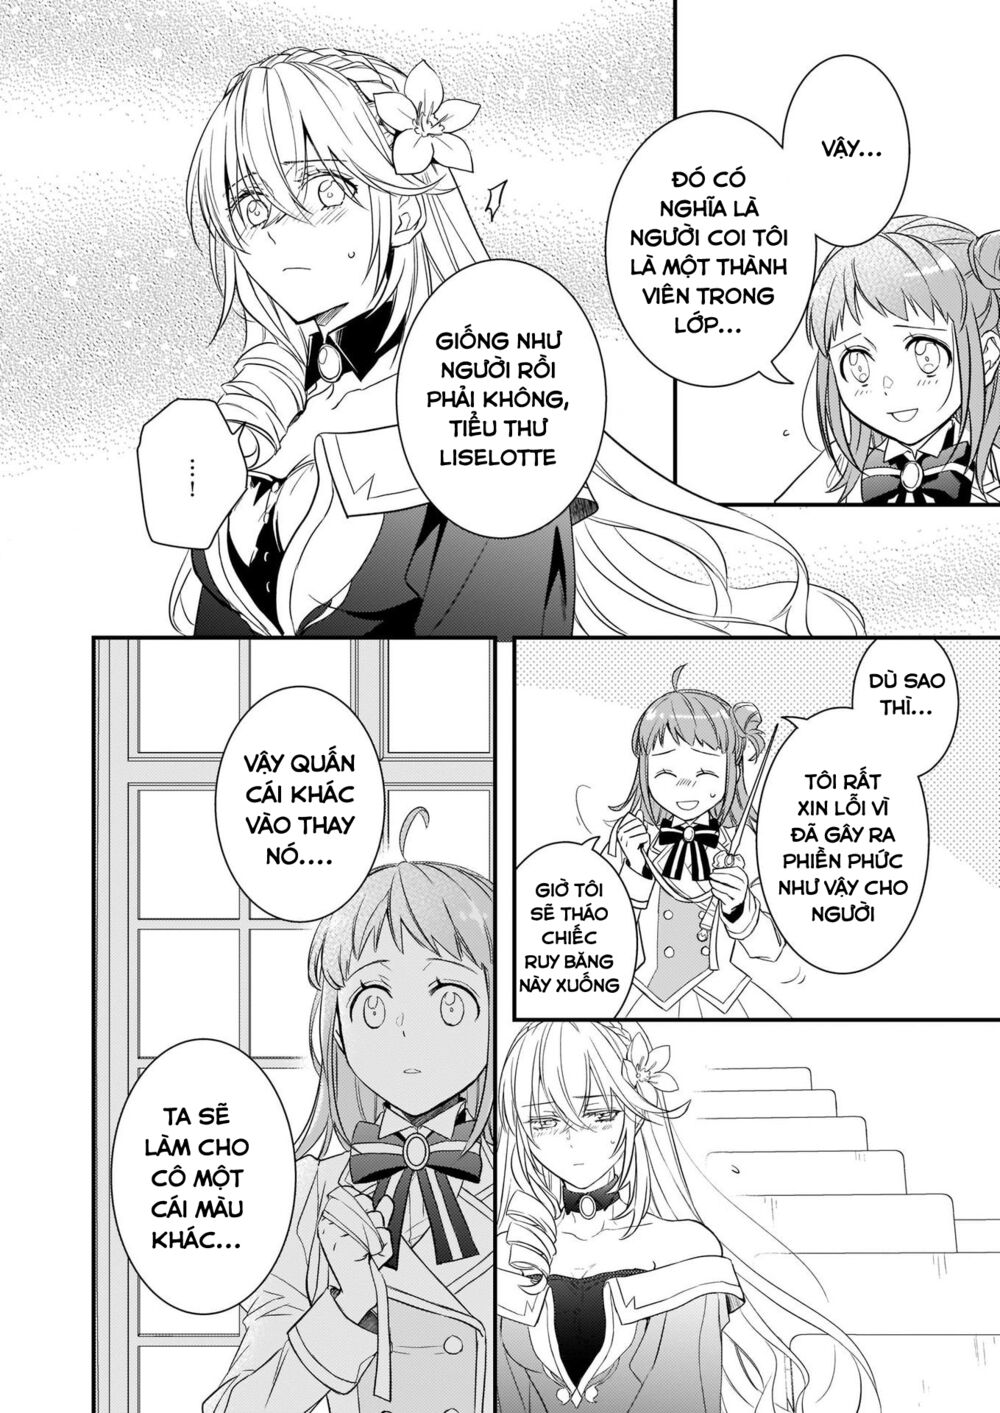 VẬY...
ĐÓ CÓ
NGHĨA LÀ
NGƯỜI COI TÔI
LÀ MỘT THÀNH
VIÊN TRONG
LỚP...
GIỐNG NHƯ
NGƯỜI RỒI
PHẢI KHÔNG,
TIỂU THƯ
LISELOTTE
....!
DÙ SAO
THÌ...
TÔI RẤT
XIN LỖI VÌ
ĐÃ GÂY RA
PHIỀN PHỨC
NHƯ VẬY CHO
NGƯỜI
GIỜ TÔI
SẼ THÁO
CHIẾC
RUY BĂNG
NÀY XUỐNG
VẬY QUẤN
CÁI KHÁC
VÀO THAY
NÓ....
TA SẼ
LÀM CHO
CÔ MỘT
CÁI MÀU
KHÁC...